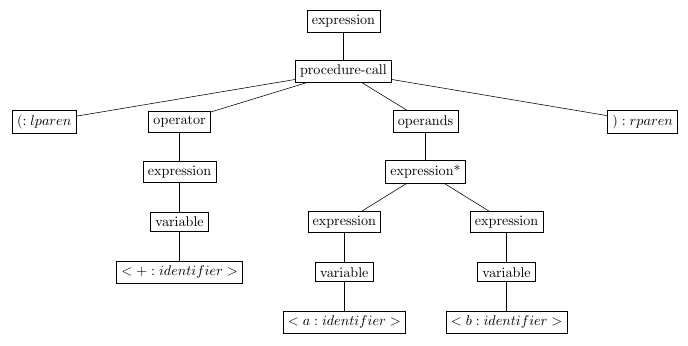 expression
procedure-call
( : lparen
operator
operands
) : rparen
expression
expression*
variable
expression
expression
< + : identifier >
variable
variable
< a : identifier >
< b : identifier >